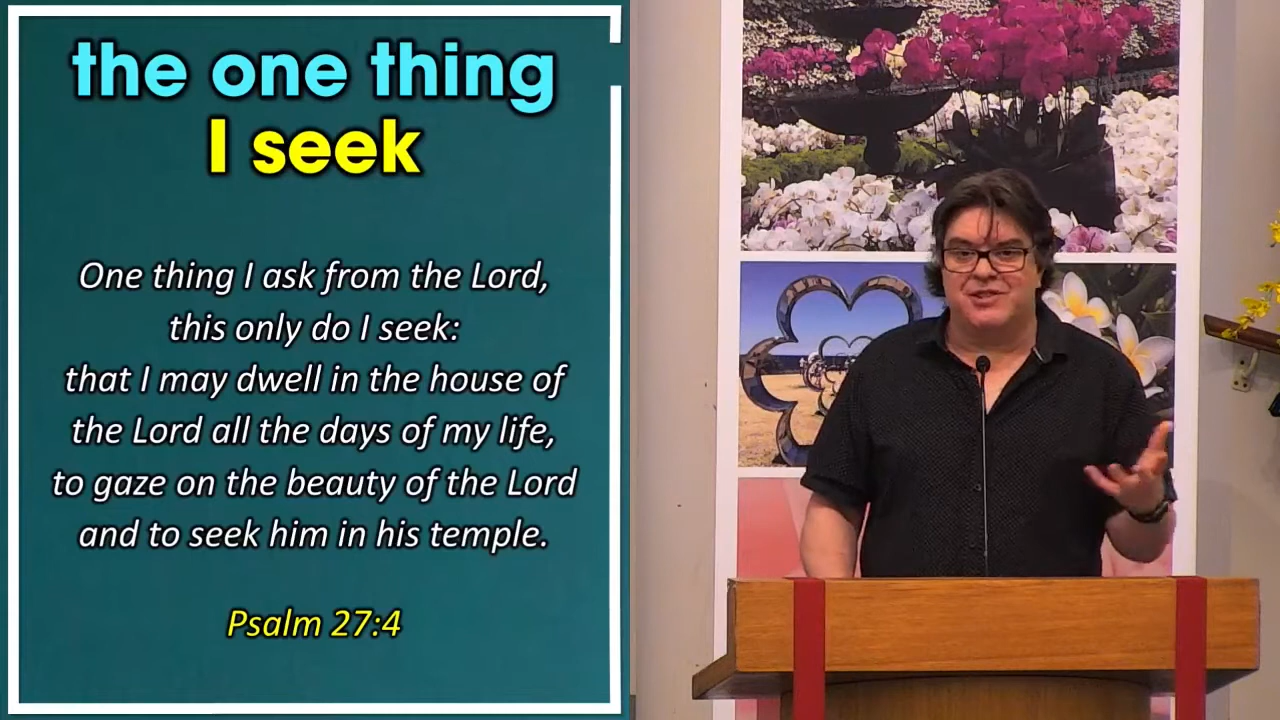 the one thing
I seek
One thing I ask from the Lord,
this only do I seek:
that I may dwell in the house of
the Lord all the days of my life,
to gaze on the beauty of the Lord
and to seek him in his temple.
Psalm 27:4